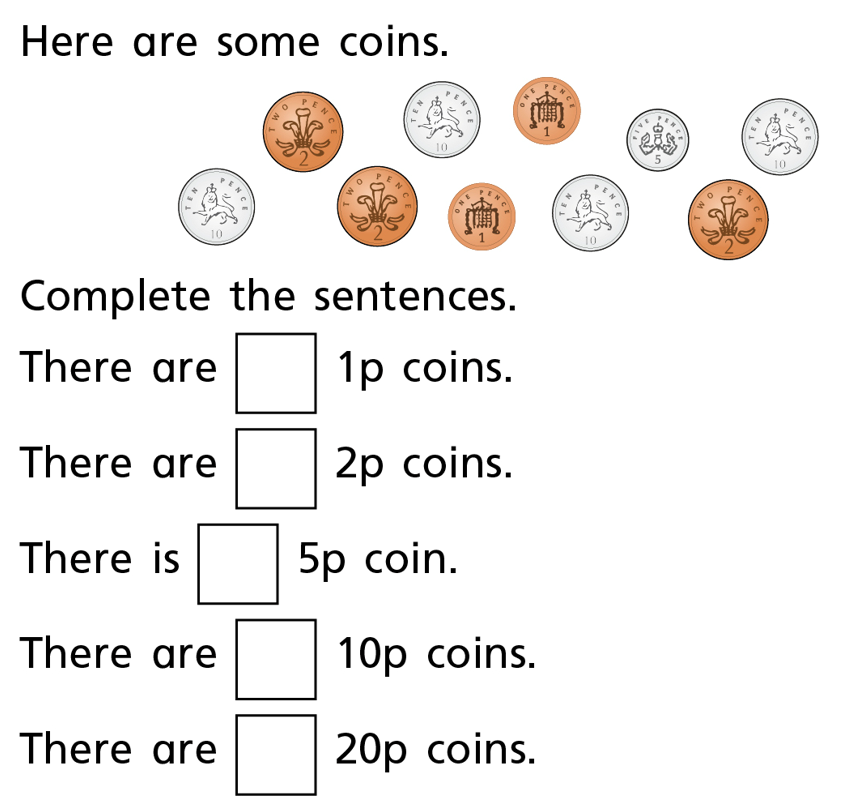 Here are some coins.
TWO PENCE 2
TEN PENCE 10
ONE PENCE 1
FIVE PENCE 5
TEN PENCE 10
TEN PENCE 10
TWO PENCE 2
ONE PENCE 1
TEN PENCE 10
TWO PENCE 2
Complete the sentences.
There are 1p coins.
There are 2p coins.
There is 5p coin.
There are 10p coins.
There are 20p coins.